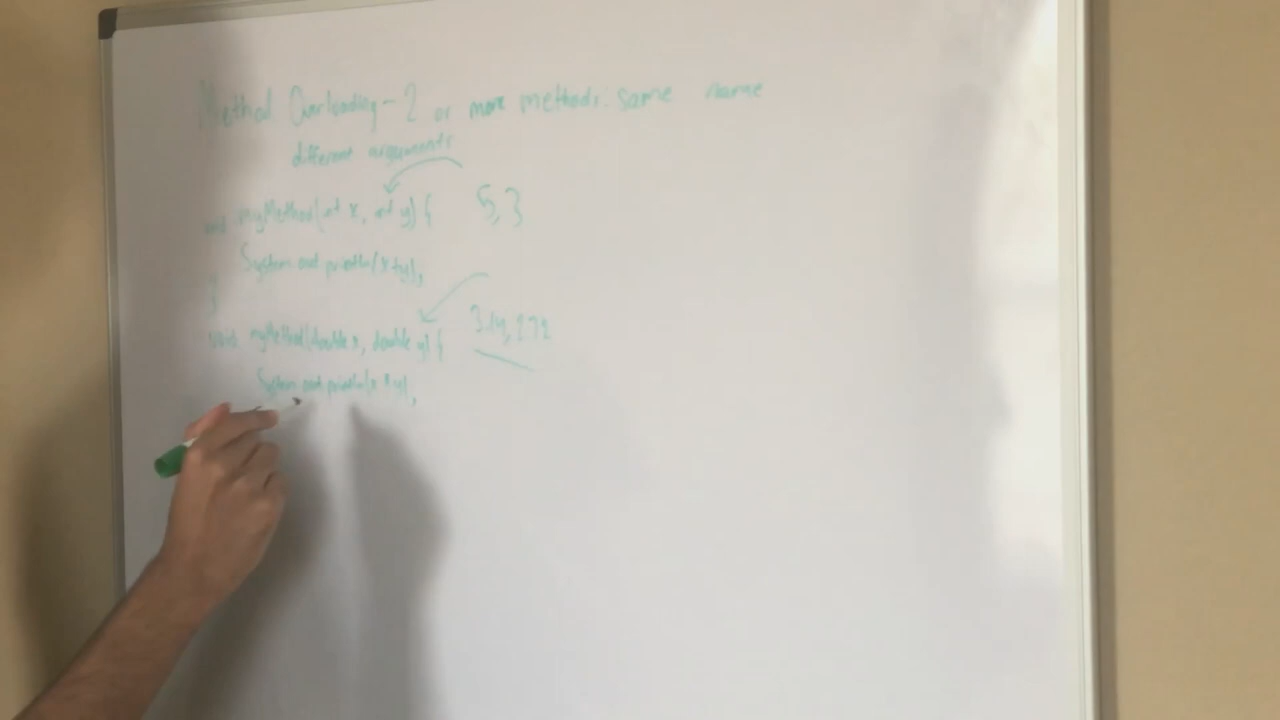 Method Overloading - 2 or more methods. same name
different arguments
void myMethod(int x, int y) { 5, 3
System.out.println(x+y);
}
void myMethod(double x, double y) { 3.14, 2.72
System.out.println(x*y);